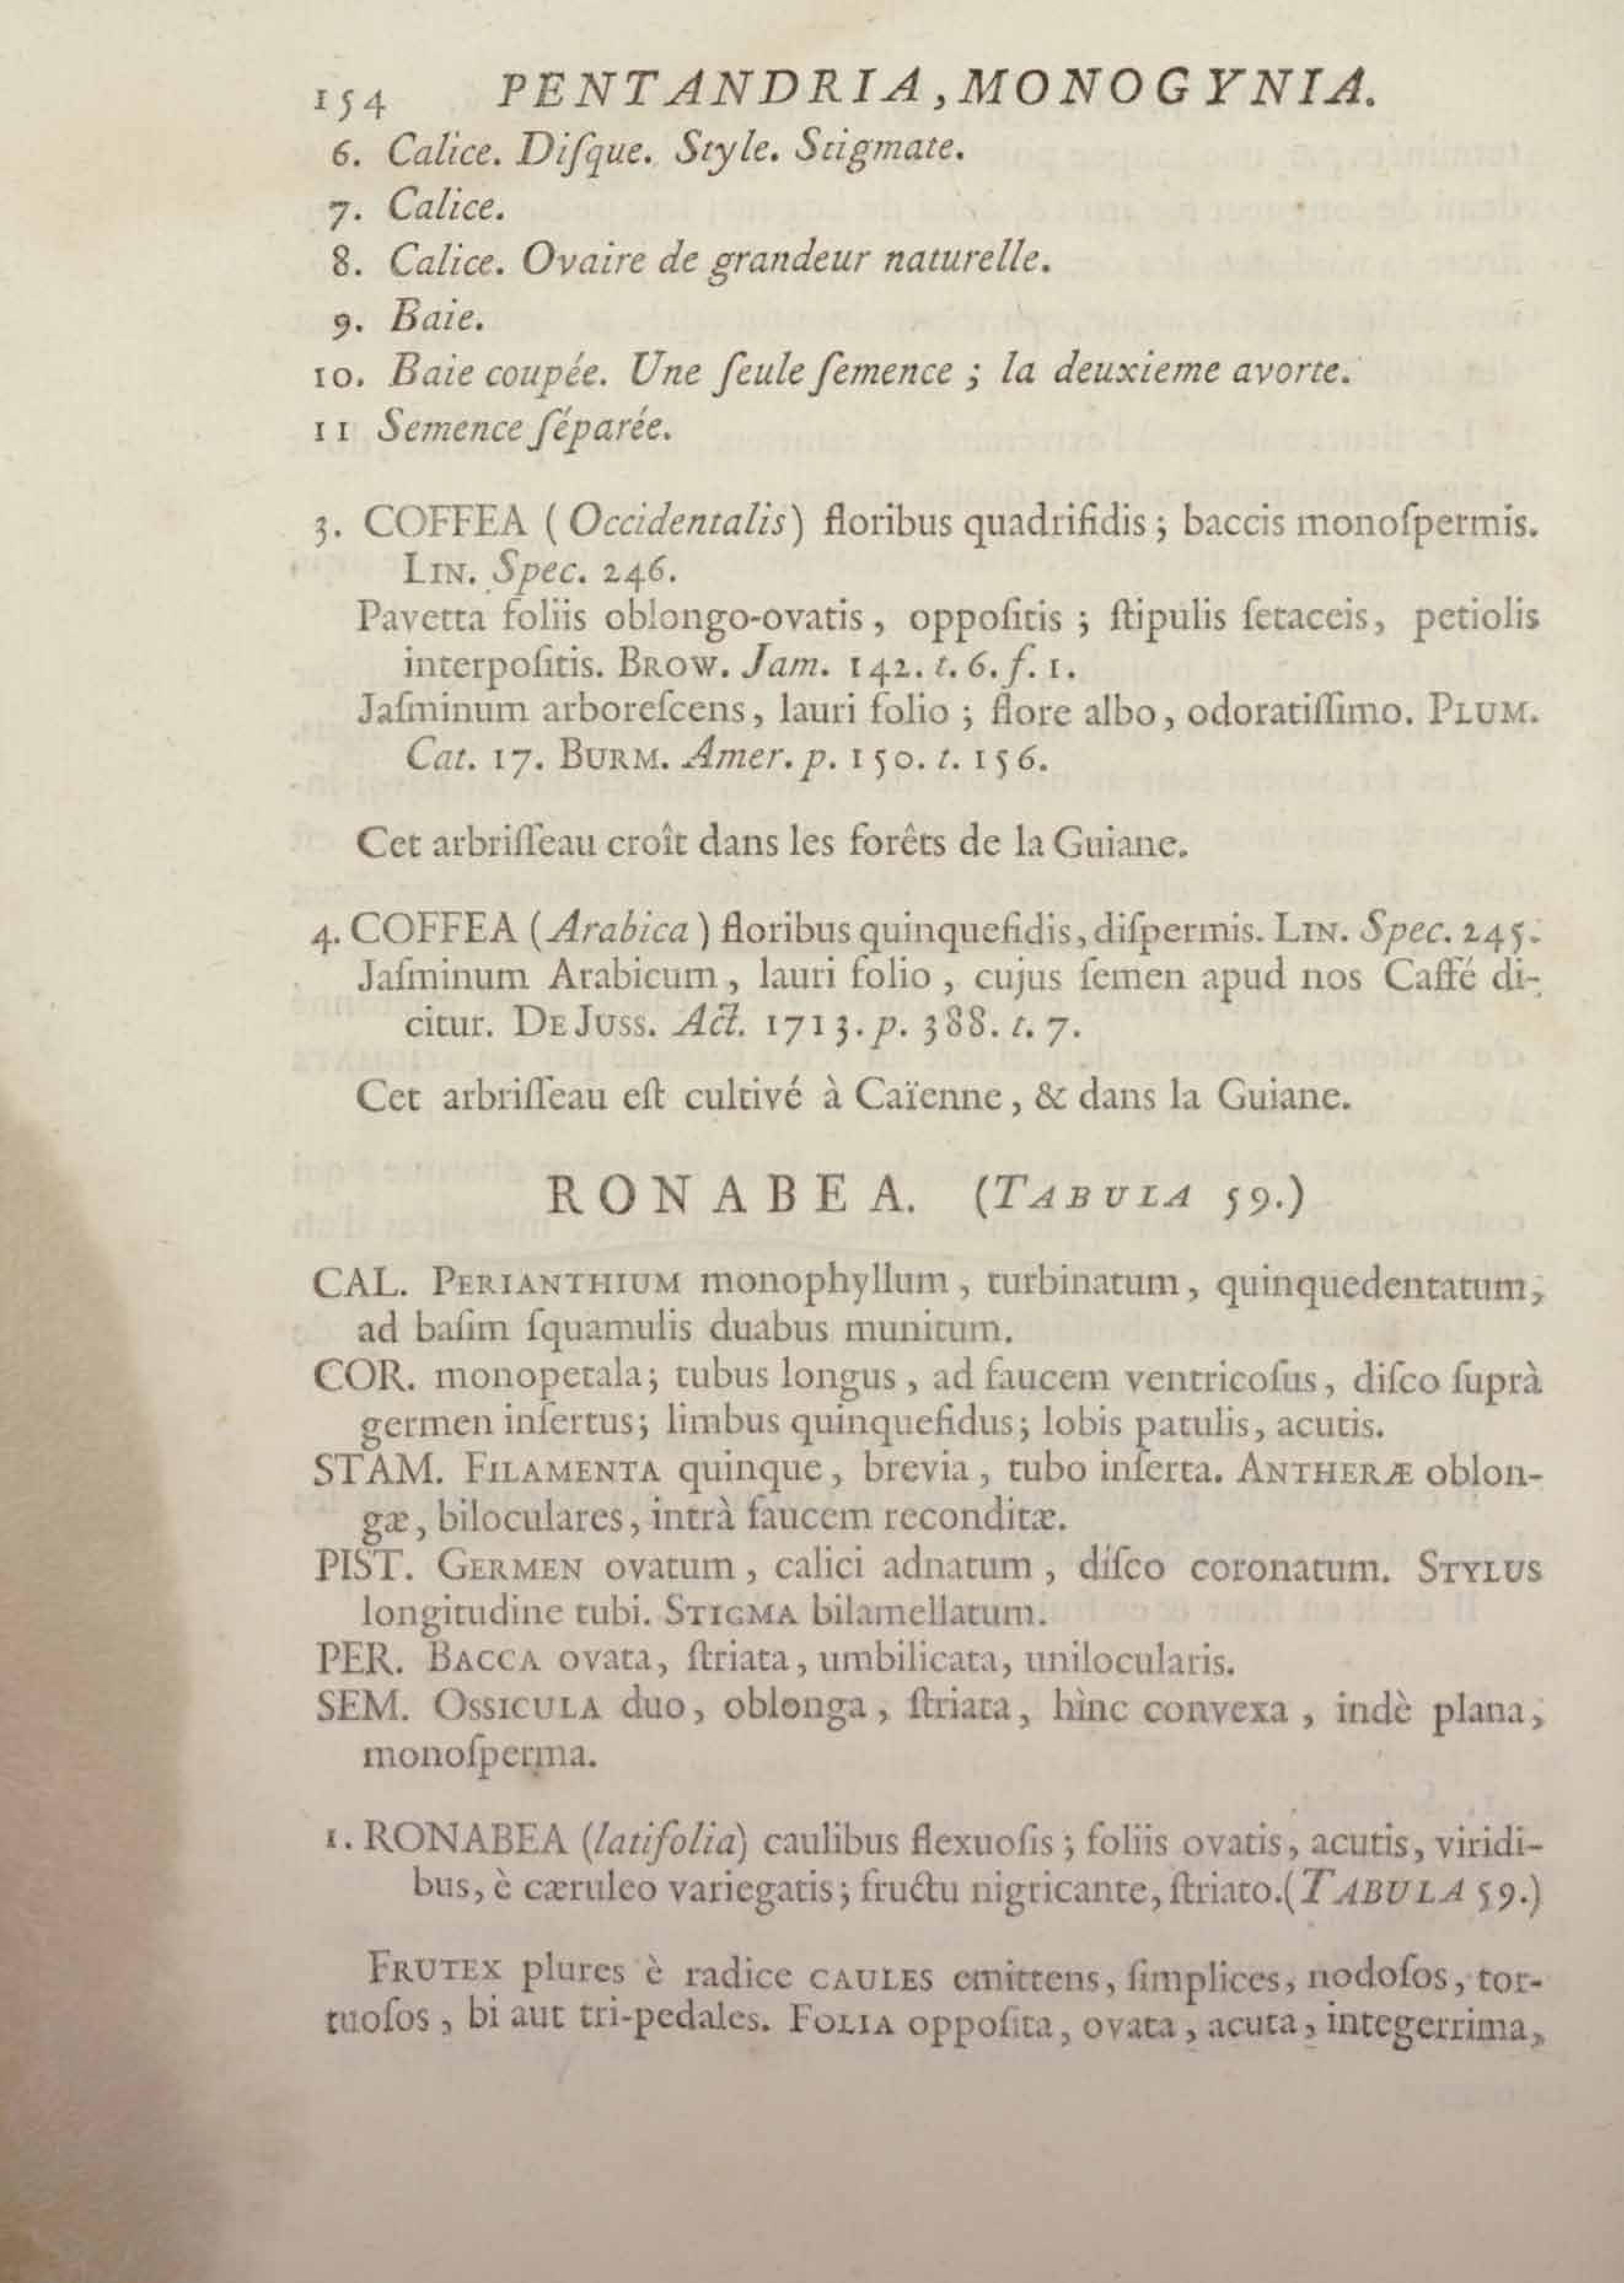 154 PENTANDRIA, MONOGYNIA.
6. Calice. Diſque. Style. Stigmate.
7. Calice.
8. Calice. Ovaire de grandeur naturelle.
9. Baie.
10. Baie coupée. Une ſeule ſemence ; la deuxieme avorte.
11 Semence ſéparée.
3. COFFEA ( Occidentalis) floribus quadrifidis ; baccis monoſpermis.
LIN. Spec. 246.
Pavetta foliis oblongo-ovatis, oppoſitis ; ſtipulis ſetaceis, petiolis
interpoſitis. BROW. Jam. 142. t. 6. f. 1.
Jaſminum arboreſcens, lauri folio ; flore albo, odoratiſſimo. PLUM.
Cat. 17. BURM. Amer. p. 150. t. 156.
Cet arbriſſeau croît dans les forêts de la Guiane.
4. COFFEA (Arabica) floribus quinquefidis, diſpermis. LIN. Spec. 245.
Jaſminum Arabicum, lauri folio, cujus ſemen apud nos Caffé di-
citur. DE JUSS. Act. 1713. p. 388. t. 7.
Cet arbriſſeau eſt cultivé à Caïenne, & dans la Guiane.
RONABEA. (TABULA 59.)
CAL. PERIANTHIUM monophyllum, turbinatum, quinquedentatum,
ad baſim ſquamulis duabus munitum.
COR. monopetala; tubus longus, ad faucem ventricoſus, diſco ſuprà
germen inſertus; limbus quinquefidus; lobis patulis, acutis.
STAM. FILAMENTA quinque, brevia, tubo inſerta. ANTHERÆ oblon-
gæ, biloculares, intrà faucem reconditæ.
PIST. GERMEN ovatum, calici adnatum, diſco coronatum. STYLUS
longitudine tubi. STIGMA bilamellatum.
PER. BACCA ovata, ſtriata, umbilicata, unilocularis.
SEM. OSSICULA duo, oblonga, ſtriata, hìnc convexa, indè plana,
monoſperma.
1. RONABEA (latifolia) caulibus flexuoſis ; foliis ovatis, acutis, viridi-
bus, è cæruleo variegatis; fructu nigricante, ſtriato. (TABULA 59.)
FRUTEX plures è radice CAULES emittens, ſimplices, nodoſos, tor-
tuoſos, bi aut tri-pedales. FOLIA oppoſita, ovata, acuta, integerrima,